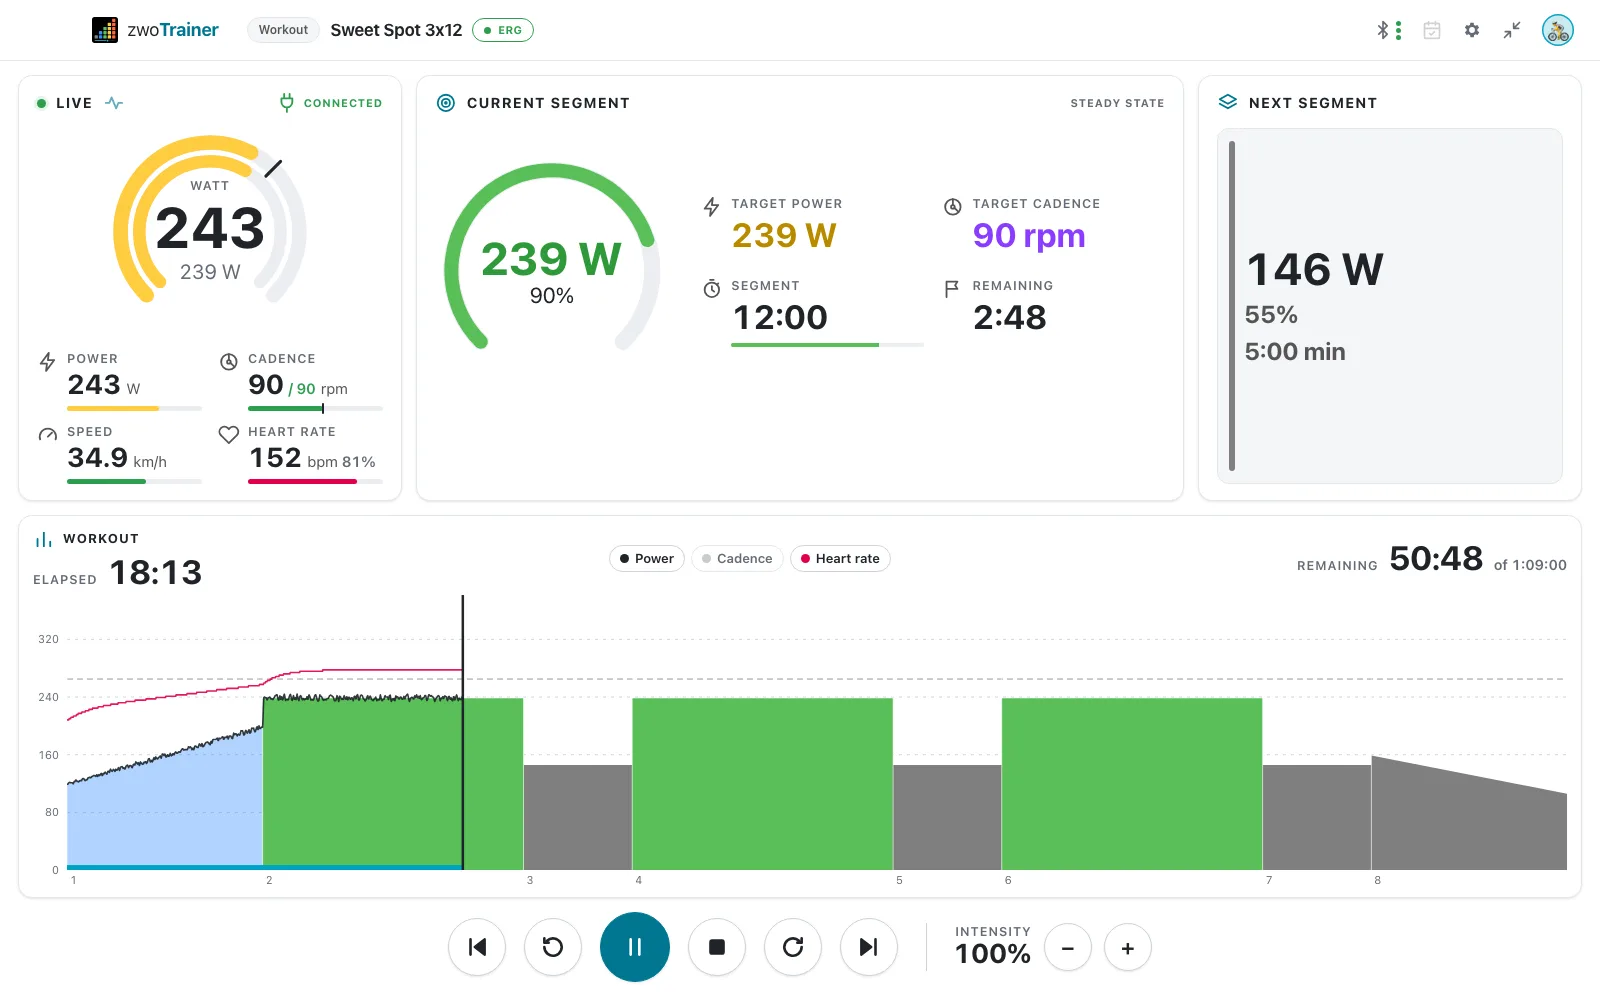 zwoTrainer
Workout
Sweet Spot 3x12
ERG
LIVE
CONNECTED
WATT
243
239 W
POWER
243 W
CADENCE
90 / 90 rpm
SPEED
34.9 km/h
HEART RATE
152 bpm 81%
CURRENT SEGMENT
STEADY STATE
239 W
90%
TARGET POWER
239 W
TARGET CADENCE
90 rpm
SEGMENT
12:00
REMAINING
2:48
NEXT SEGMENT
146 W
55%
5:00 min
WORKOUT
ELAPSED 18:13
Power
Cadence
Heart rate
REMAINING 50:48 of 1:09:00
320
240
160
80
0
1 2 3 4 5 6 7 8
INTENSITY
100%